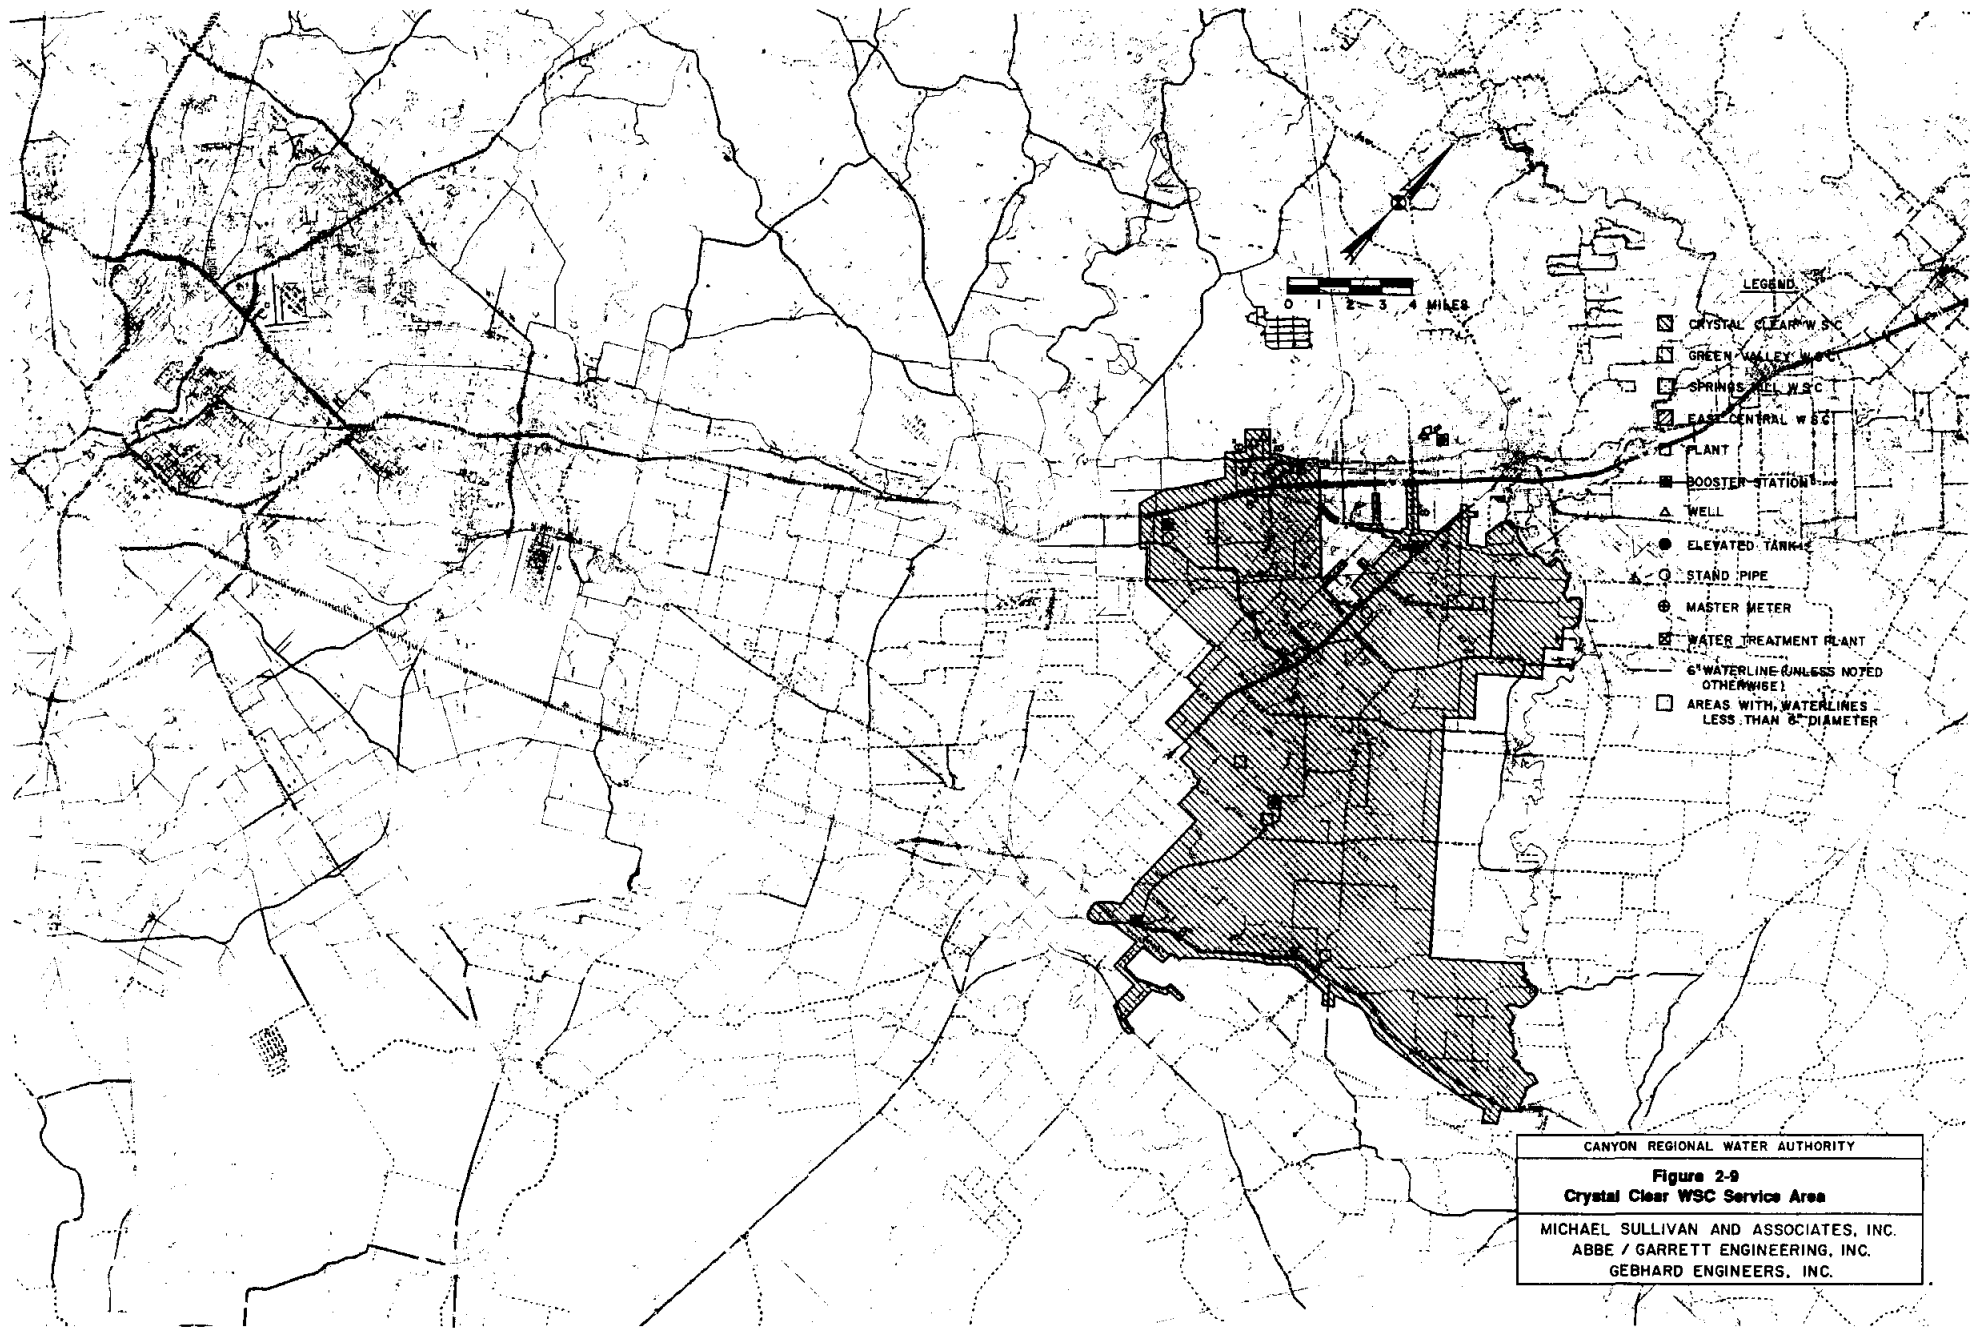 0 1 2 3 4 MILES
LEGEND
CRYSTAL CLEAR W S C
GREEN VALLEY W S C
SPRINGS HILL W S C
EAST CENTRAL W S C
PLANT
BOOSTER STATION
WELL
ELEVATED TANK
STAND PIPE
MASTER METER
WATER TREATMENT PLANT
6" WATERLINE (UNLESS NOTED
OTHERWISE)
AREAS WITH WATERLINES
LESS THAN 6" DIAMETER
CANYON REGIONAL WATER AUTHORITY
Figure 2-9
Crystal Clear WSC Service Area
MICHAEL SULLIVAN AND ASSOCIATES, INC.
ABBE / GARRETT ENGINEERING, INC.
GEBHARD ENGINEERS, INC.